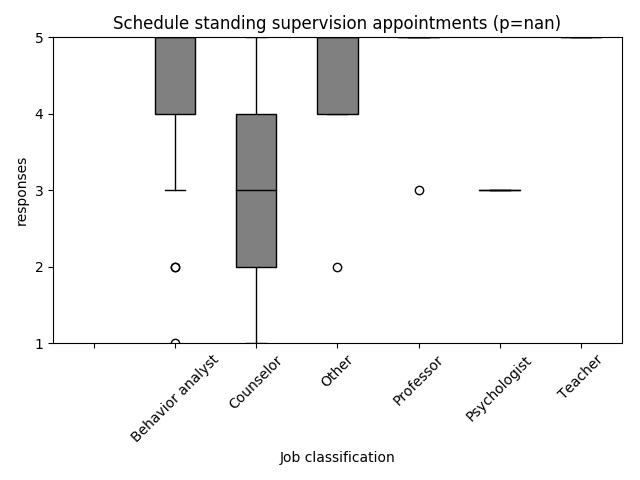 Schedule standing supervision appointments (p=nan)
responses
5
4
3
2
1
Behavior analyst
Counselor
Other
Professor
Psychologist
Teacher
Job classification